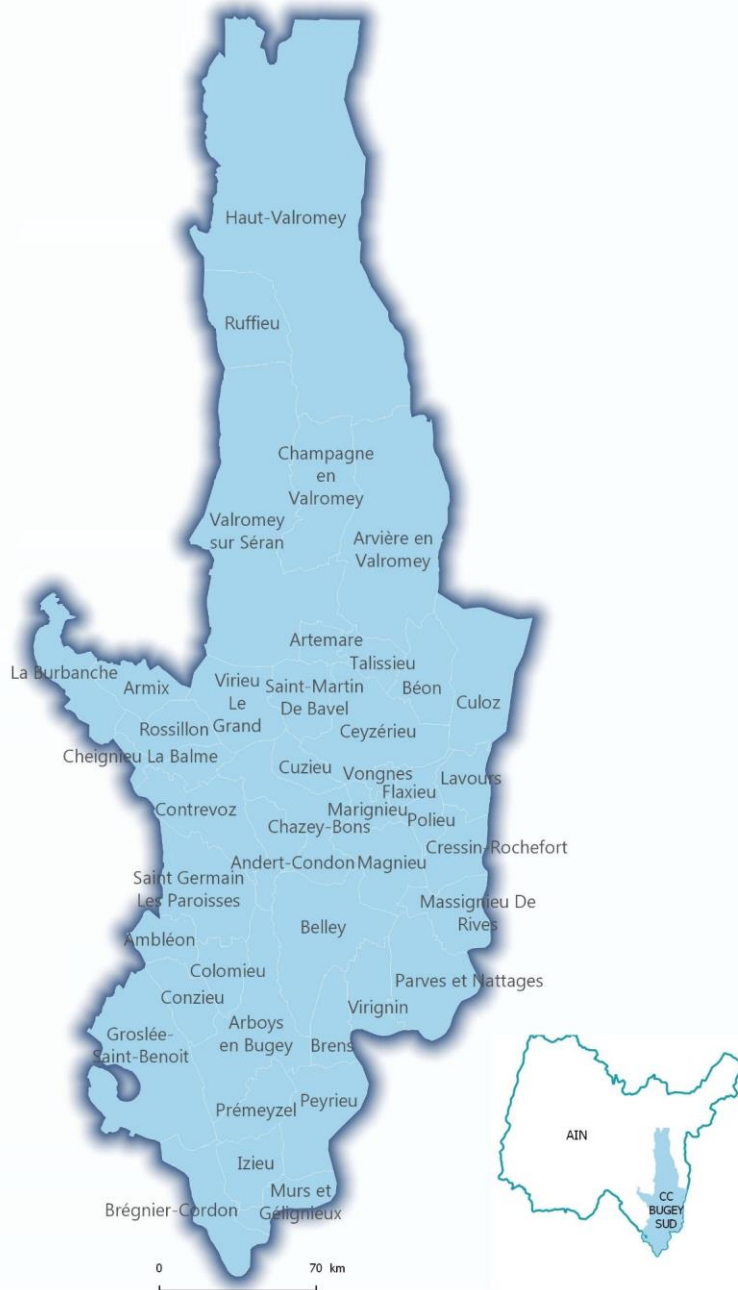 Haut-Valromey
Ruffieu
Champagne
en
Valromey
Valromey
sur Séran
Arvière en
Valromey
Artemare
Talissieu
La Burbanche
Armix
Virieu
Le
Grand
Saint-Martin
De Bavel
Béon
Culoz
Rossillon
Ceyzérieu
Cheignieu La Balme
Cuzieu
Vongnes
Lavours
Flaxieu
Contrevoz
Marignieu
Polieu
Chazey-Bons
Cressin-Rochefort
Andert-Condon
Magnieu
Saint Germain
Les Paroisses
Massignieu De
Rives
Belley
Ambléon
Colomieu
Parves et Nattages
Conzieu
Virignin
Arboys
en Bugey
Groslée-
Saint-Benoit
Brens
Prémeyzel
Peyrieu
Izieu
Murs et
Gélignieux
Brégnier-Cordon
0 70 km
AIN
CC
BUGEY
SUD